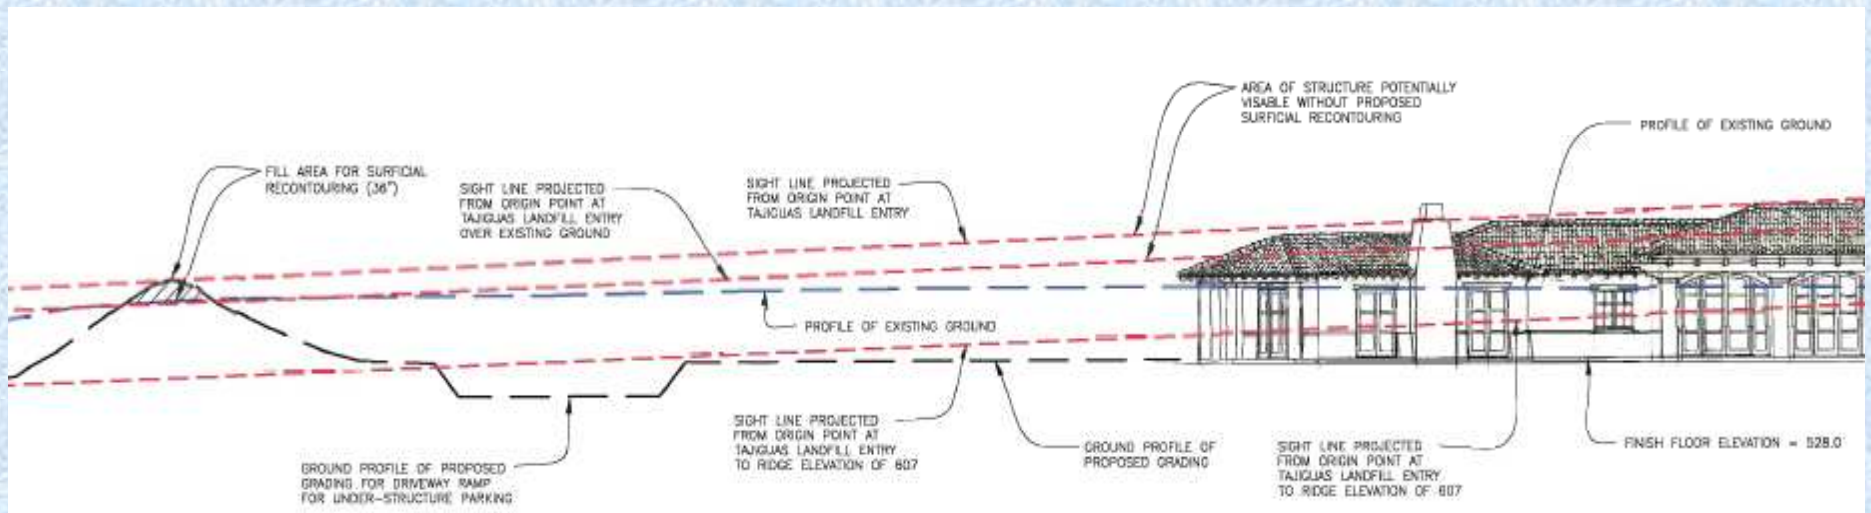 AREA OF STRUCTURE POTENTIALLY
VISABLE WITHOUT PROPOSED
SURFICIAL RECONTOURING
PROFILE OF EXISTING GROUND
FILL AREA FOR SURFICIAL
RECONTOURING (36")
SIGHT LINE PROJECTED
FROM ORIGIN POINT AT
TAJIGUAS LANDFILL ENTRY
OVER EXISTING GROUND
SIGHT LINE PROJECTED
FROM ORIGIN POINT AT
TAJIGUAS LANDFILL ENTRY
PROFILE OF EXISTING GROUND
SIGHT LINE PROJECTED
FROM ORIGIN POINT AT
TAJIGUAS LANDFILL ENTRY
TO RIDGE ELEVATION OF 607
GROUND PROFILE OF
PROPOSED GRADING
SIGHT LINE PROJECTED
FROM ORIGIN POINT AT
TAJIGUAS LANDFILL ENTRY
TO RIDGE ELEVATION OF 607
FINISH FLOOR ELEVATION = 528.0
GROUND PROFILE OF PROPOSED
GRADING FOR DRIVEWAY RAMP
FOR UNDER-STRUCTURE PARKING